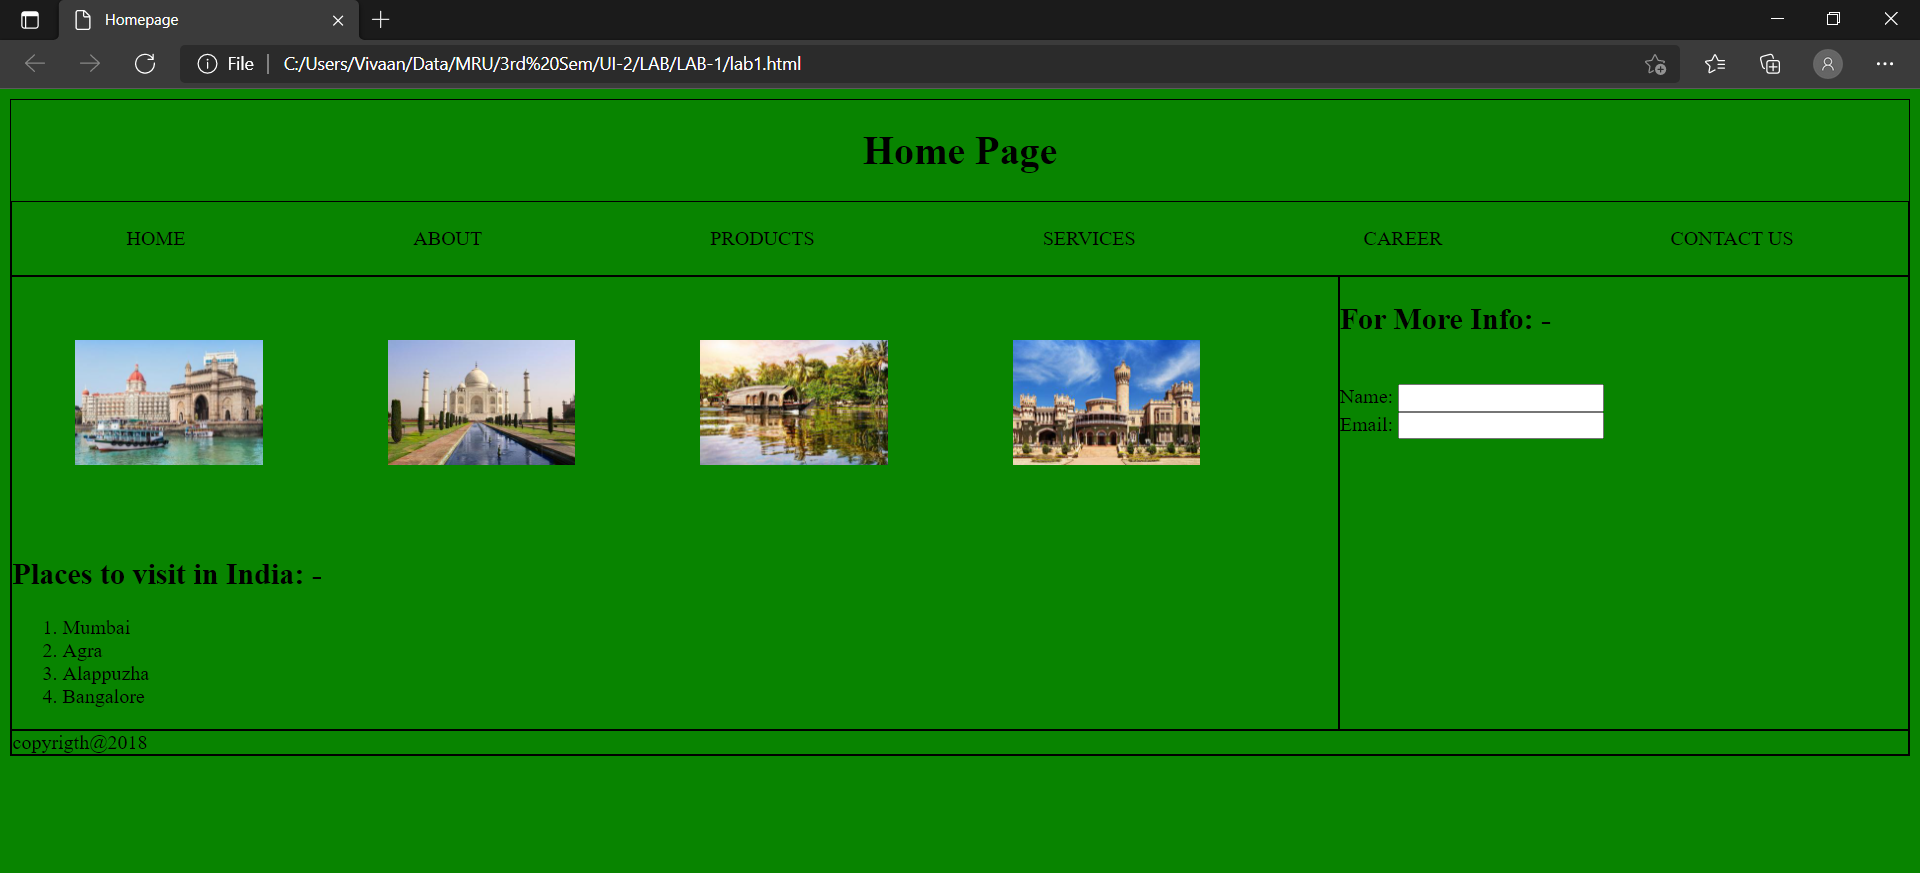 Homepage
File
C:/Users/Vivaan/Data/MRU/3rd%20Sem/UI-2/LAB/LAB-1/lab1.html
Home Page
HOME ABOUT PRODUCTS SERVICES CAREER CONTACT US
For More Info: -
Name:
Email:
Places to visit in India: -
1. Mumbai
2. Agra
3. Alappuzha
4. Bangalore
copyrigth@2018